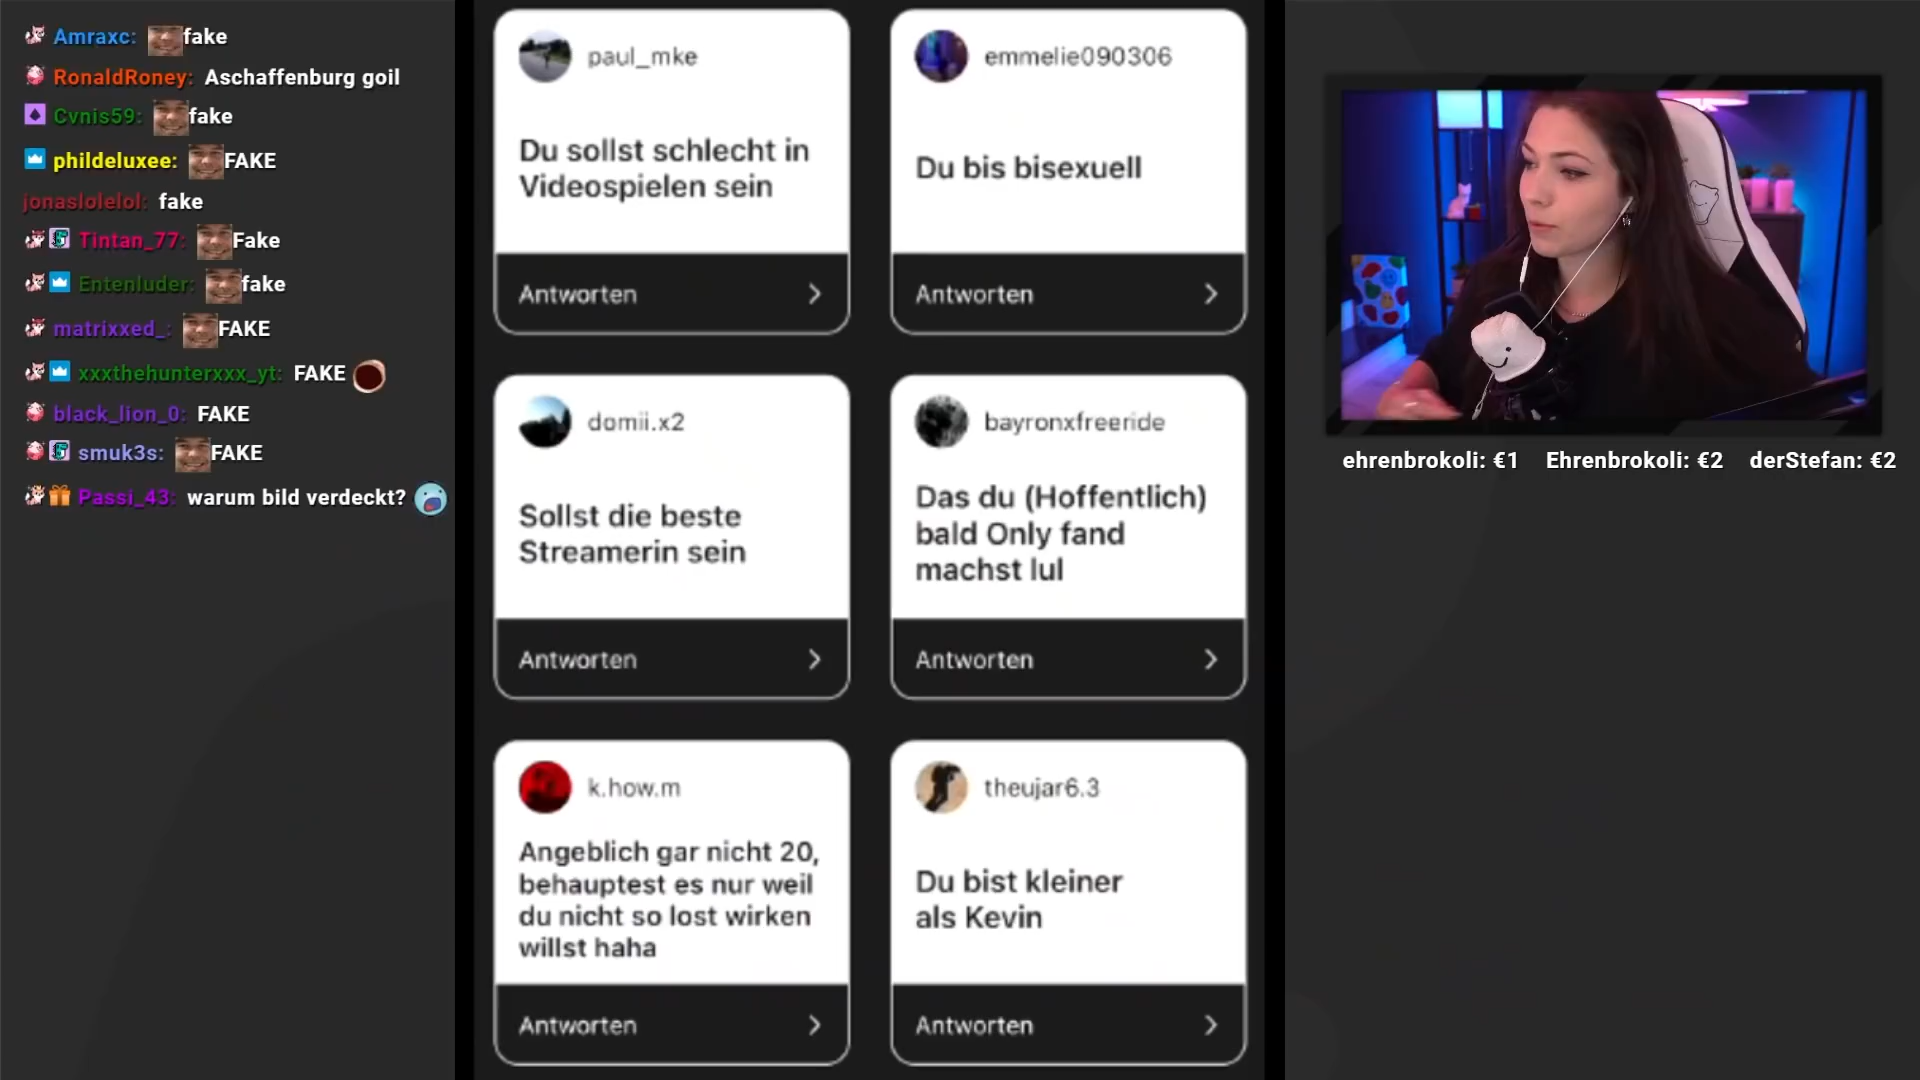 Amraxc: fake
RonaldRoney: Aschaffenburg goil
Cvnis59: fake
phildeluxee: FAKE
jonaslolelol: fake
Tintan_77: Fake
Entenluder: fake
matrixxed_: FAKE
xxxthehunterxxx_yt: FAKE
black_lion_0: FAKE
smuk3s: FAKE
Passi_43: warum bild verdeckt?
paul_mke
Du sollst schlecht in
Videospielen sein
Antworten
emmelie090306
Du bis bisexuell
Antworten
domii.x2
Sollst die beste
Streamerin sein
Antworten
bayronxfreeride
Das du (Hoffentlich)
bald Only fand
machst lul
Antworten
k.how.m
Angeblich gar nicht 20,
behauptest es nur weil
du nicht so lost wirken
willst haha
Antworten
theujar6.3
Du bist kleiner
als Kevin
Antworten
ehrenbrokoli: €1 Ehrenbrokoli: €2 derStefan: €2